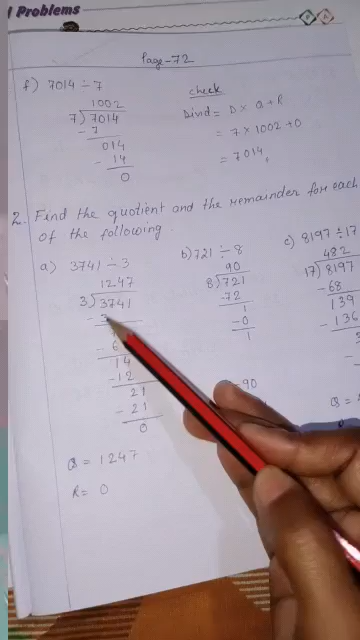 Problems
P A
Page-72
f) 7014 ÷ 7
1002
7)7014
-7
014
-14
0
check
Dind = D × Q + R
= 7 × 1002 + 0
= 7014,
2. Find the quotient and the remainder for each
of the following.
a) 3741 ÷ 3
1247
3)3741
-3
-6
14
-12
21
-21
0
Q = 1247
R = 0
b) 721 ÷ 8
90
8)721
-72
1
-0
1
=90
c) 8197 ÷ 17
482
17)8197
-68
139
-136
Q =
R =